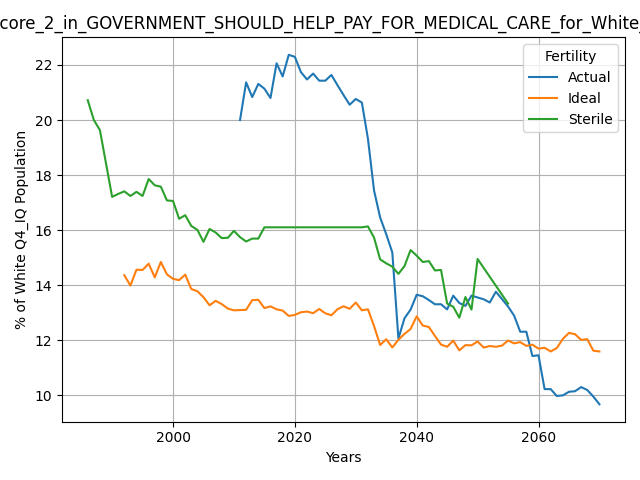 core_2_in_GOVERNMENT_SHOULD_HELP_PAY_FOR_MEDICAL_CARE_for_White_
Fertility
Actual
Ideal
Sterile
% of White Q4_IQ Population
22
20
18
16
14
12
10
2000
2020
2040
2060
Years